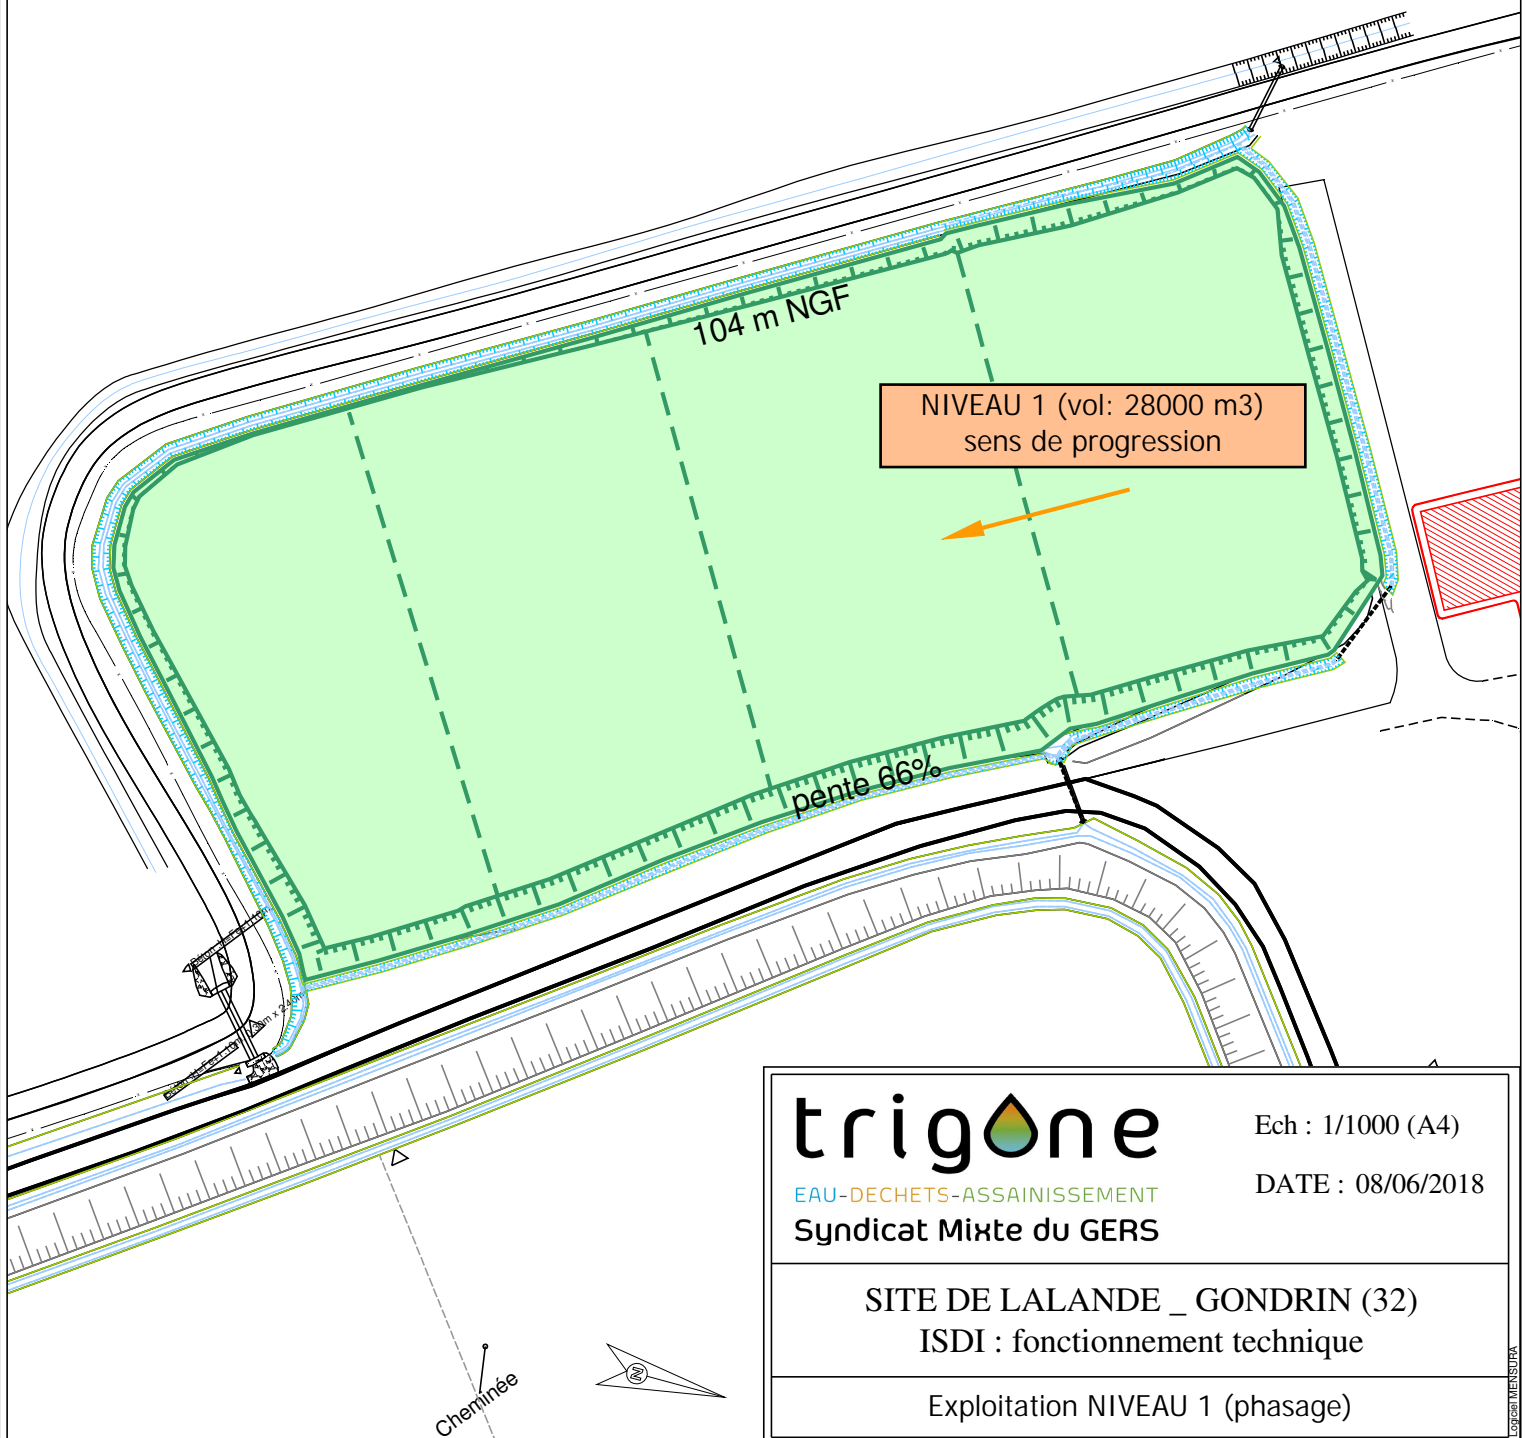 104 m NGF
NIVEAU 1 (vol: 28000 m3)
sens de progression
pente 66%
trigone
EAU-DECHETS-ASSAINISSEMENT
Syndicat Mixte du GERS
Ech : 1/1000 (A4)
DATE : 08/06/2018
SITE DE LALANDE _ GONDRIN (32)
ISDI : fonctionnement technique
Exploitation NIVEAU 1 (phasage)
Logiciel MENSURA
Cheminée
N